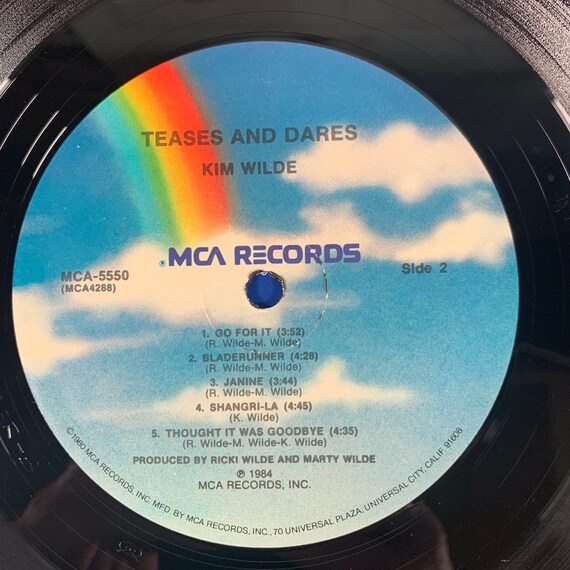 TEASES AND DARES
KIM WILDE
® MCA RECORDS
MCA-5550
(MCA4288)
Side 2
1. GO FOR IT (3:52)
(R. Wilde-M. Wilde)
2. BLADERUNNER (4:28)
(R. Wilde-M. Wilde)
3. JANINE (3:44)
(R. Wilde-M. Wilde)
4. SHANGRI-LA (4:45)
(K. Wilde)
5. THOUGHT IT WAS GOODBYE (4:35)
(R. Wilde-M. Wilde-K. Wilde)
PRODUCED BY RICKI WILDE AND MARTY WILDE
℗ 1984
MCA RECORDS, INC.
©1980 MCA RECORDS, INC. MFD. BY MCA RECORDS, INC., 70 UNIVERSAL PLAZA, UNIVERSAL CITY, CALIF. 91608